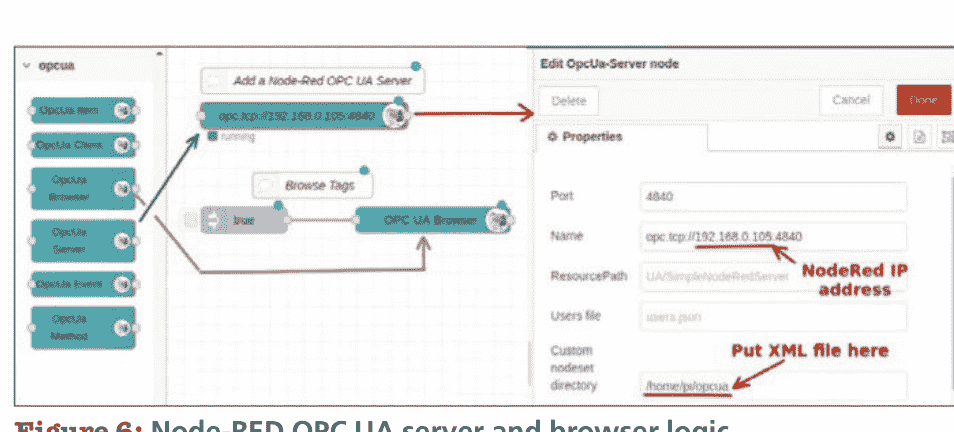 opcua
OpcUa Item
OpcUa Client
OpcUa
Browser
OpcUa
Server
OpcUa Event
OpcUa
Method
Add a Node-Red OPC UA Server
opc.tcp://192.168.0.105:4840
running
Browse Tags
true
OPC UA Browser
Edit OpcUa-Server node
Delete
Cancel
Done
Properties
Port
4840
Name
opc.tcp://192.168.0.105:4840
NodeRed IP
address
ResourcePath
UA/SimpleNodeRedServer
Users file
users.json
Put XML file here
Custom
nodeset
directory
/home/pi/opcua
Figure 6: Node-RED OPC UA server and browser logic